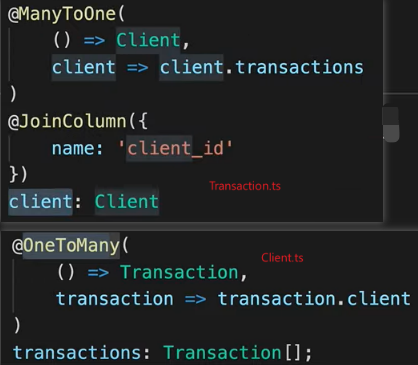 @ManyToOne(
() => Client,
client => client.transactions
)
@JoinColumn({
name: 'client_id'
})
Transaction.ts
client: Client
@OneToMany(
Client.ts
() => Transaction,
transaction => transaction.client
)
transactions: Transaction[];